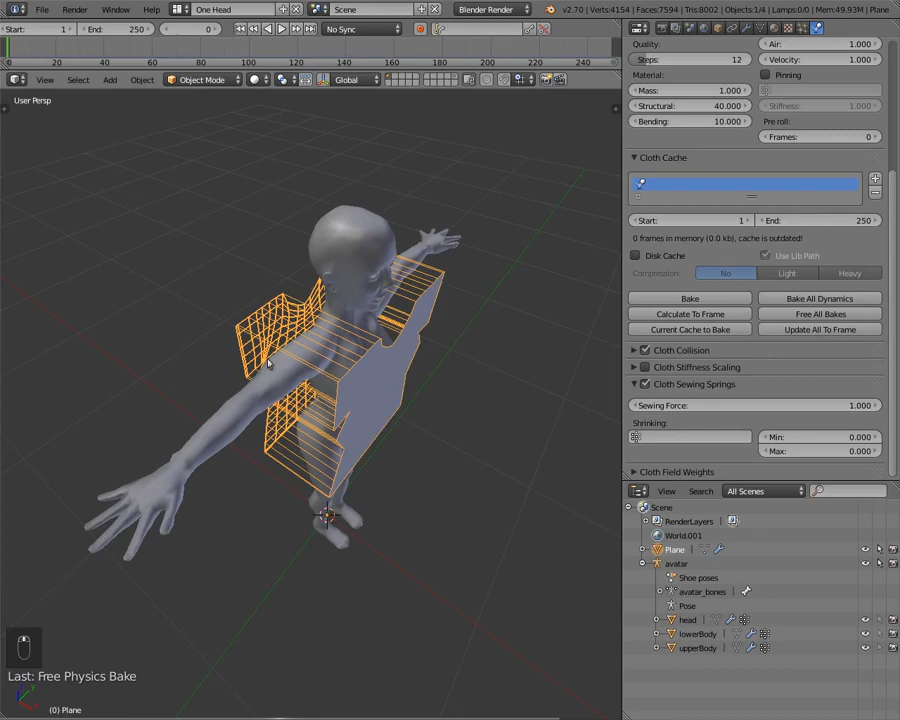 File Render Window Help One Head Scene Blender Render v2.70 | Verts:4154 | Faces:7594 | Tris:8002 | Objects:1/4 | Lamps:0/0 | Mem:49.93M | Plane
Start: 1 End: 250 0 No Sync
0 20 40 60 80 100 120 140 160 180 200 220 240
View Select Add Object Object Mode Global
User Persp
Last: Free Physics Bake
(0) Plane
Quality: Air: 1.000
Steps: 12 Velocity: 1.000
Material: Pinning
Mass: 1.000
Structural: 40.000 Stiffness: 1.000
Bending: 10.000 Pre roll:
Frames: 0
Cloth Cache
Start: 1 End: 250
0 frames in memory (0.0 kb), cache is outdated!
Disk Cache Use Lib Path
Compression: No Light Heavy
Bake Bake All Dynamics
Calculate To Frame Free All Bakes
Current Cache to Bake Update All To Frame
Cloth Collision
Cloth Stiffness Scaling
Cloth Sewing Springs
Sewing Force: 1.000
Shrinking:
Min: 0.000
Max: 0.000
Cloth Field Weights
View Search All Scenes
Scene
RenderLayers
World.001
Plane
avatar
Shoe poses
avatar_bones
Pose
head
lowerBody
upperBody